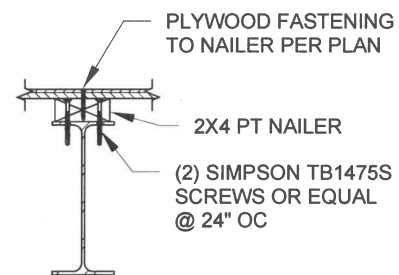 PLYWOOD FASTENING
TO NAILER PER PLAN
2X4 PT NAILER
(2) SIMPSON TB1475S
SCREWS OR EQUAL
@ 24" OC